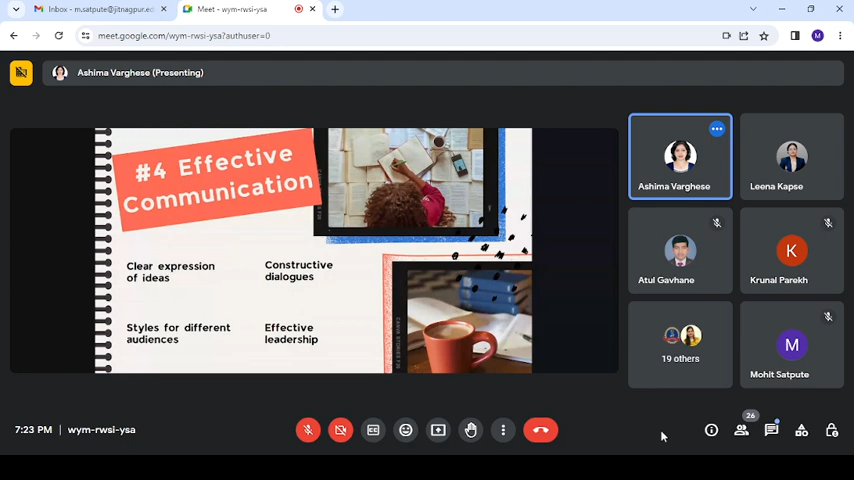 Inbox - m.satpute@jitnagpur.ed
Meet - wym-rwsi-ysa
meet.google.com/wym-rwsi-ysa?authuser=0
M
Ashima Varghese (Presenting)
#4 Effective
Communication
Clear expression
of ideas
Constructive
dialogues
Styles for different
audiences
Effective
leadership
Ashima Varghese
Leena Kapse
Atul Gavhane
K
Krunal Parekh
19 others
M
Mohit Satpute
7:23 PM | wym-rwsi-ysa
26